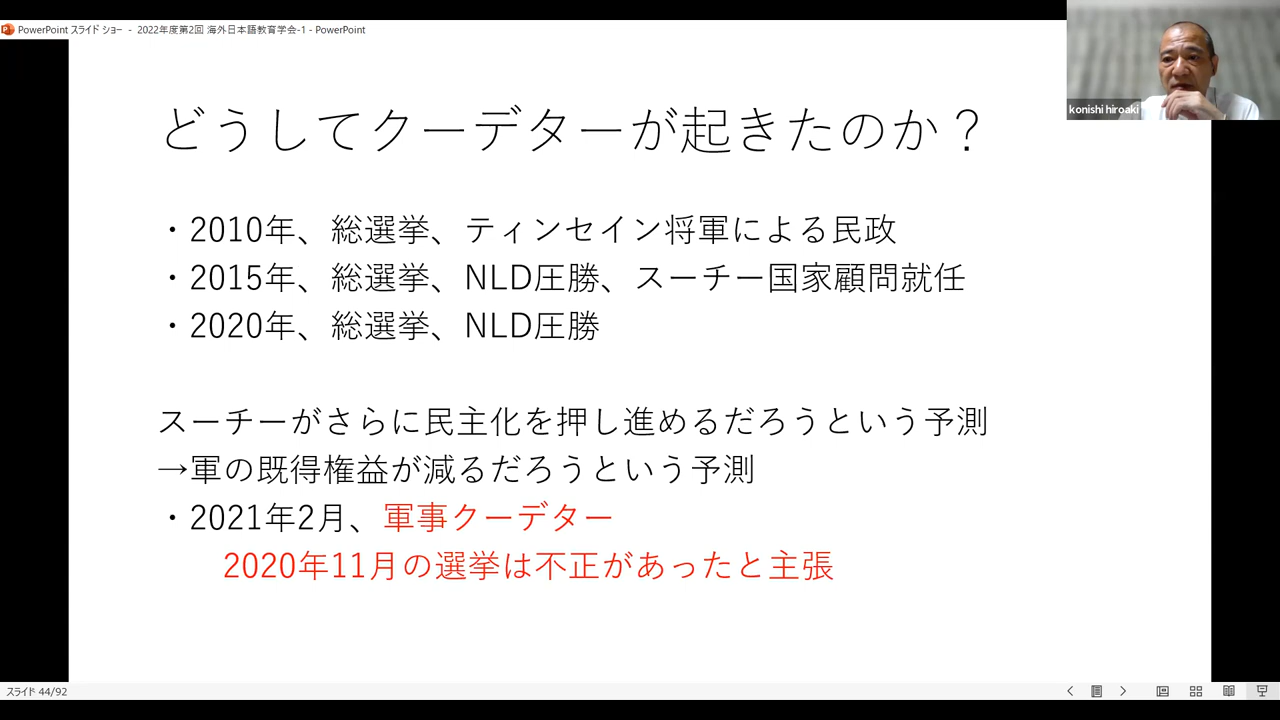 PowerPoint スライド ショー - 2022年度第2回 海外日本語教育学会-1 - PowerPoint
konishi hiroaki
どうしてクーデターが起きたのか？
・2010年、総選挙、ティンセイン将軍による民政
・2015年、総選挙、NLD圧勝、スーチー国家顧問就任
・2020年、総選挙、NLD圧勝
スーチーがさらに民主化を押し進めるだろうという予測
→軍の既得権益が減るだろうという予測
・2021年2月、軍事クーデター
2020年11月の選挙は不正があったと主張
スライド 44/92